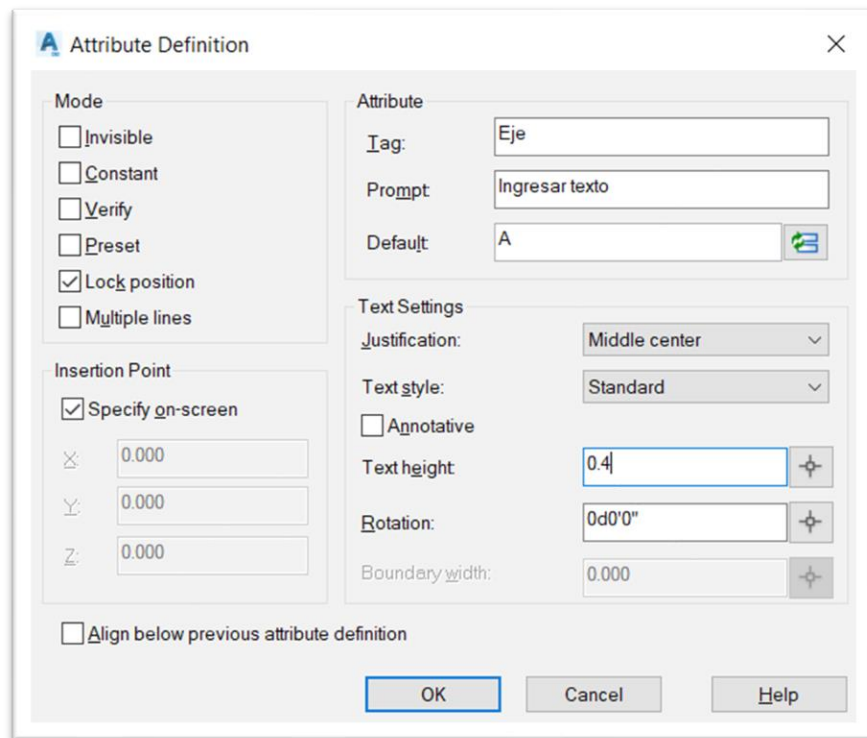 Attribute Definition
Mode
Invisible
Constant
Verify
Preset
Lock position
Multiple lines
Insertion Point
Specify on-screen
X: 0.000
Y: 0.000
Z: 0.000
Attribute
Tag: Eje
Prompt: Ingresar texto
Default: A
Text Settings
Justification: Middle center
Text style: Standard
Annotative
Text height: 0.4
Rotation: 0d0'0"
Boundary width: 0.000
Align below previous attribute definition
OK Cancel Help